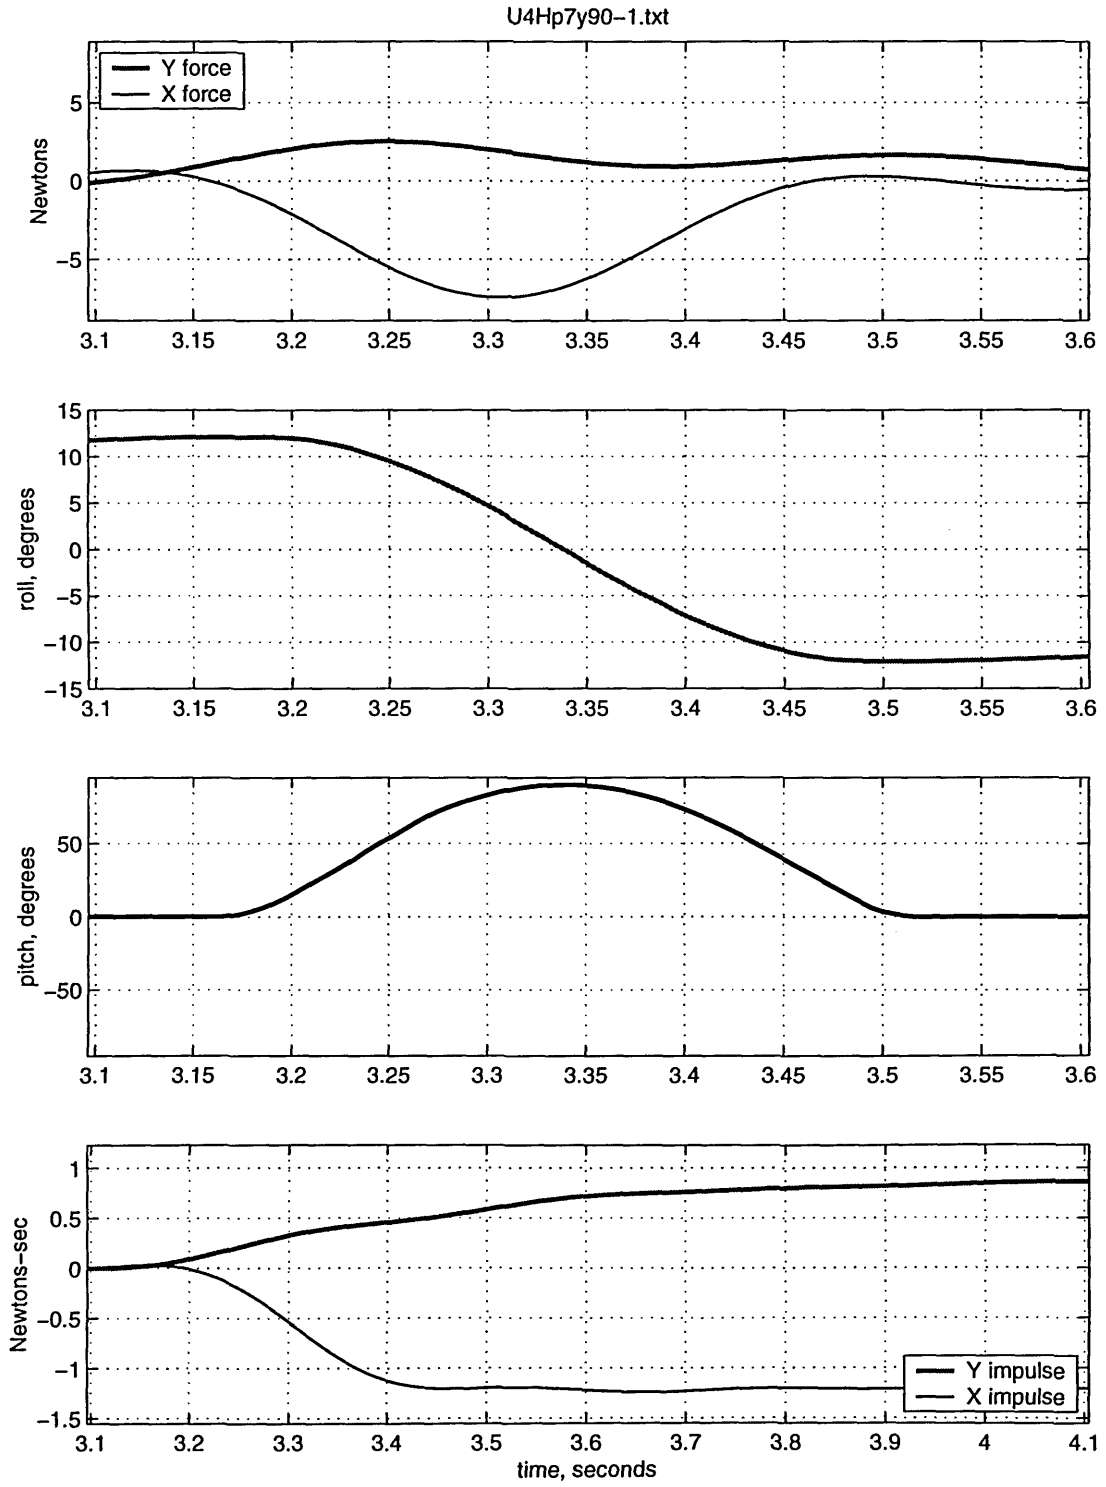 U4Hp7y90−1.txt
Y force
X force
Newtons
5
0
−5
3.1 3.15 3.2 3.25 3.3 3.35 3.4 3.45 3.5 3.55 3.6
roll, degrees
15
10
5
0
−5
−10
−15
3.1 3.15 3.2 3.25 3.3 3.35 3.4 3.45 3.5 3.55 3.6
pitch, degrees
50
0
−50
3.1 3.15 3.2 3.25 3.3 3.35 3.4 3.45 3.5 3.55 3.6
Newtons−sec
1
0.5
0
−0.5
−1
−1.5
Y impulse
X impulse
3.1 3.2 3.3 3.4 3.5 3.6 3.7 3.8 3.9 4 4.1
time, seconds